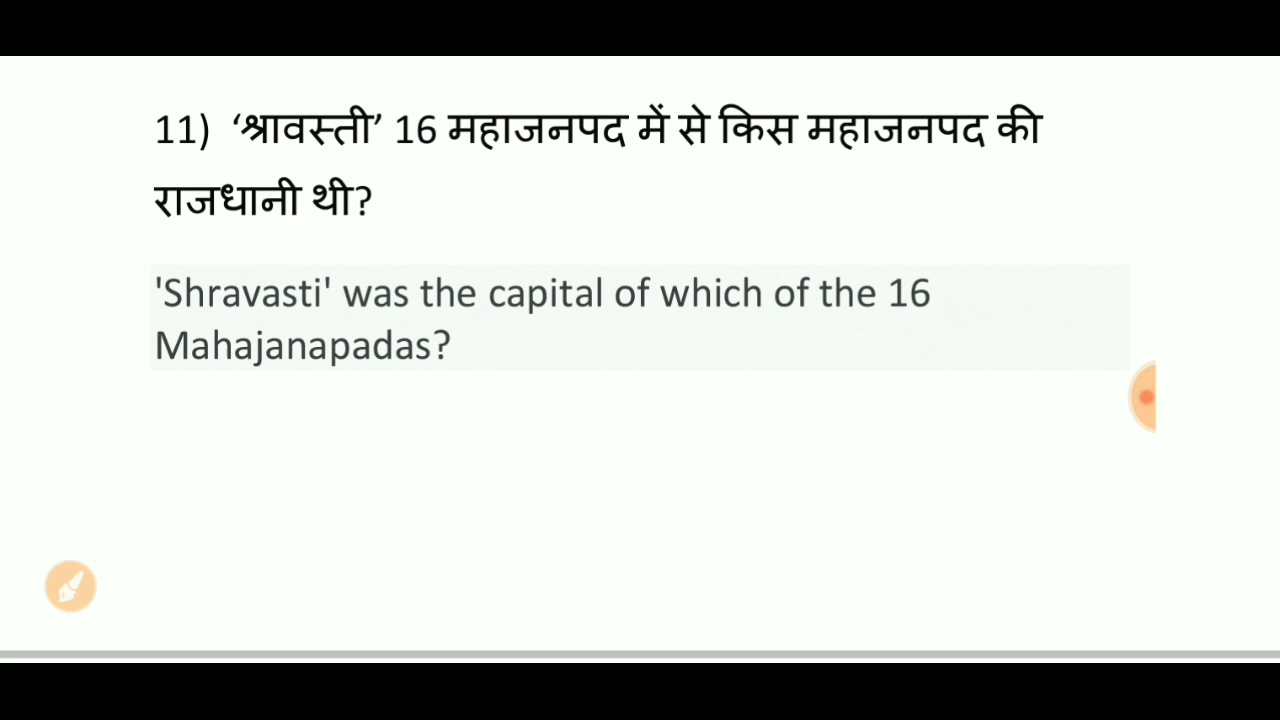 11) ‘श्रावस्ती’ 16 महाजनपद में से किस महाजनपद की
राजधानी थी?
'Shravasti' was the capital of which of the 16
Mahajanapadas?